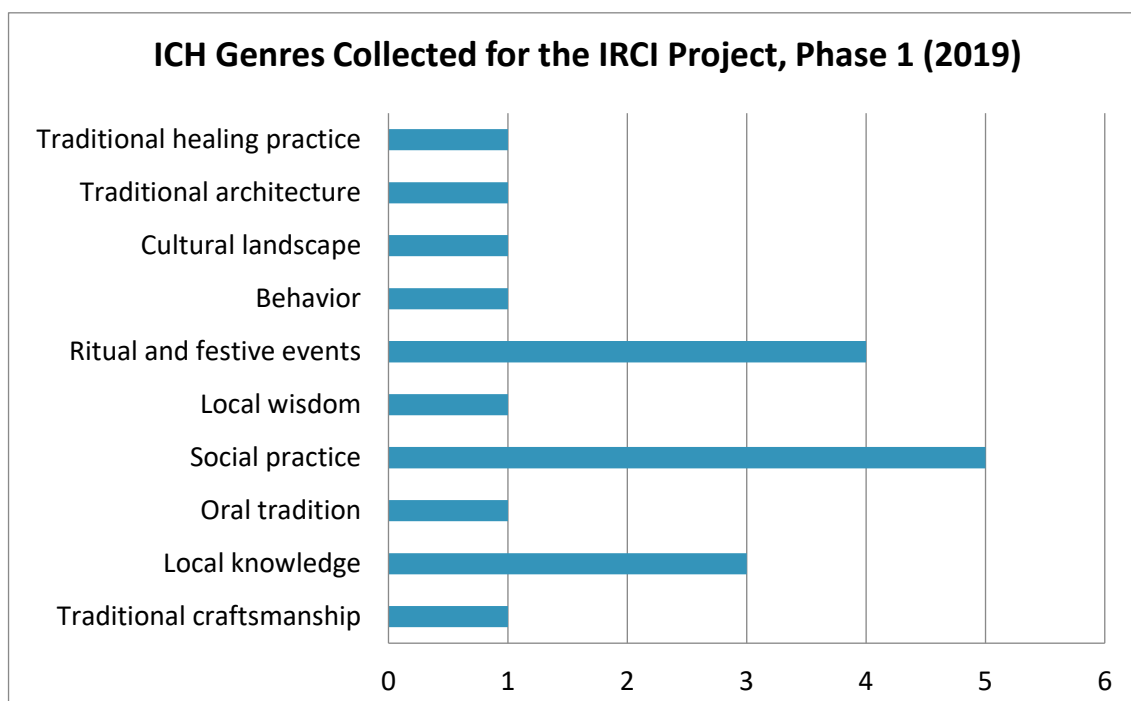 ICH Genres Collected for the IRCI Project, Phase 1 (2019)
Traditional healing practice
Traditional architecture
Cultural landscape
Behavior
Ritual and festive events
Local wisdom
Social practice
Oral tradition
Local knowledge
Traditional craftsmanship
0 1 2 3 4 5 6